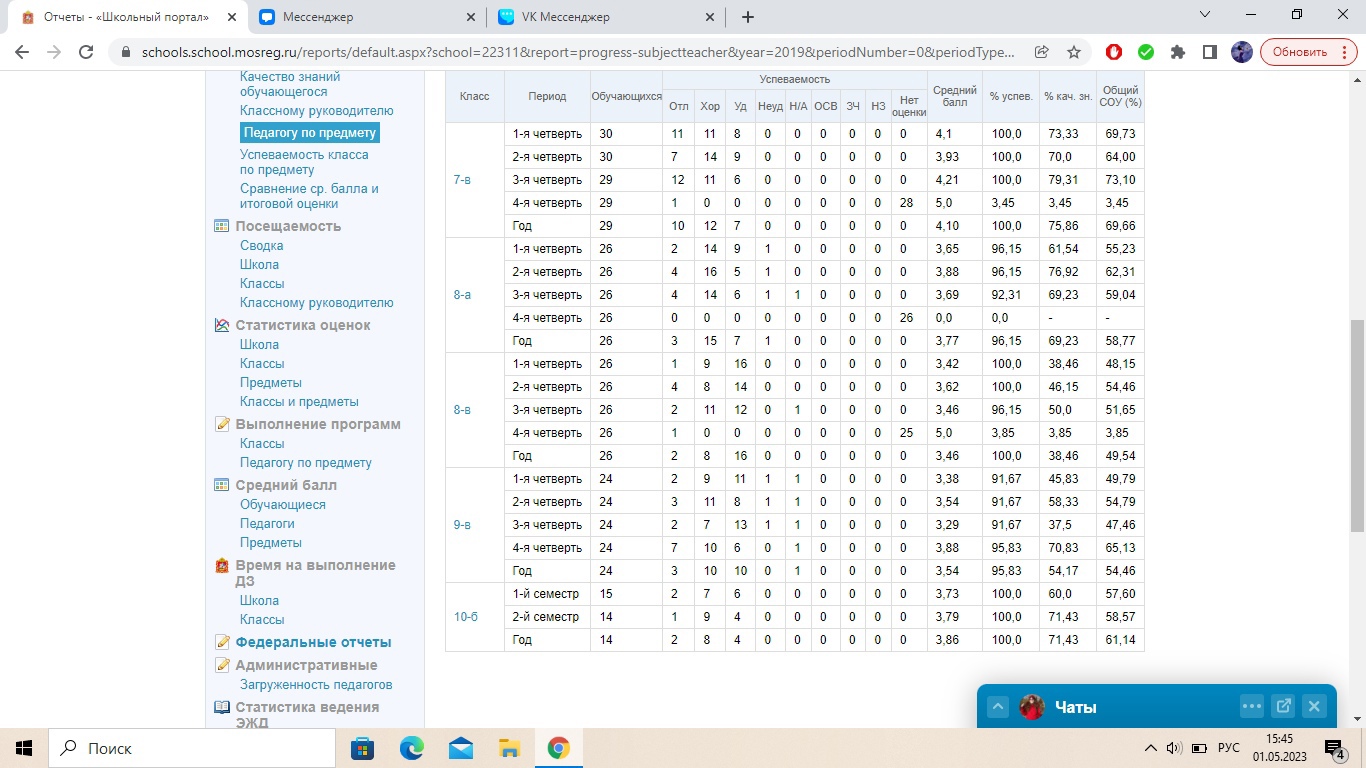 Отчеты - «Школьный портал»
Мессенджер
VK Мессенджер
schools.school.mosreg.ru/reports/default.aspx?school=22311&report=progress-subjectteacher&year=2019&periodNumber=0&periodType...
Обновить
Качество знаний
обучающегося
Классному руководителю
Педагогу по предмету
Успеваемость класса
по предмету
Сравнение ср. балла и
итоговой оценки
Посещаемость
Сводка
Школа
Классы
Классному руководителю
Статистика оценок
Школа
Классы
Предметы
Классы и предметы
Выполнение программ
Классы
Педагогу по предмету
Средний балл
Обучающиеся
Педагоги
Предметы
Время на выполнение
ДЗ
Школа
Классы
Федеральные отчеты
Административные
Загруженность педагогов
Статистика ведения
ЭЖД
Класс Период Обучающихся Успеваемость Средний балл % успев. % кач. зн. Общий СОУ (%)
Отл Хор Уд Неуд Н/А ОСВ ЗЧ НЗ Нет оценки
7-в
1-я четверть 30 11 11 8 0 0 0 0 0 0 4,1 100,0 73,33 69,73
2-я четверть 30 7 14 9 0 0 0 0 0 0 3,93 100,0 70,0 64,00
3-я четверть 29 12 11 6 0 0 0 0 0 0 4,21 100,0 79,31 73,10
4-я четверть 29 1 0 0 0 0 0 0 0 28 5,0 3,45 3,45 3,45
Год 29 10 12 7 0 0 0 0 0 0 4,10 100,0 75,86 69,66
8-а
1-я четверть 26 2 14 9 1 0 0 0 0 0 3,65 96,15 61,54 55,23
2-я четверть 26 4 16 5 1 0 0 0 0 0 3,88 96,15 76,92 62,31
3-я четверть 26 4 14 6 1 1 0 0 0 0 3,69 92,31 69,23 59,04
4-я четверть 26 0 0 0 0 0 0 0 0 26 0,0 0,0 - -
Год 26 3 15 7 1 0 0 0 0 0 3,77 96,15 69,23 58,77
8-в
1-я четверть 26 1 9 16 0 0 0 0 0 0 3,42 100,0 38,46 48,15
2-я четверть 26 4 8 14 0 0 0 0 0 0 3,62 100,0 46,15 54,46
3-я четверть 26 2 11 12 0 1 0 0 0 0 3,46 96,15 50,0 51,65
4-я четверть 26 1 0 0 0 0 0 0 0 25 5,0 3,85 3,85 3,85
Год 26 2 8 16 0 0 0 0 0 0 3,46 100,0 38,46 49,54
9-в
1-я четверть 24 2 9 11 1 1 0 0 0 0 3,38 91,67 45,83 49,79
2-я четверть 24 3 11 8 1 1 0 0 0 0 3,54 91,67 58,33 54,79
3-я четверть 24 2 7 13 1 1 0 0 0 0 3,29 91,67 37,5 47,46
4-я четверть 24 7 10 6 0 1 0 0 0 0 3,88 95,83 70,83 65,13
Год 24 3 10 10 0 1 0 0 0 0 3,54 95,83 54,17 54,46
10-б
1-й семестр 15 2 7 6 0 0 0 0 0 0 3,73 100,0 60,0 57,60
2-й семестр 14 1 9 4 0 0 0 0 0 0 3,79 100,0 71,43 58,57
Год 14 2 8 4 0 0 0 0 0 0 3,86 100,0 71,43 61,14
Чаты
Поиск
РУС
15:45
01.05.2023
4